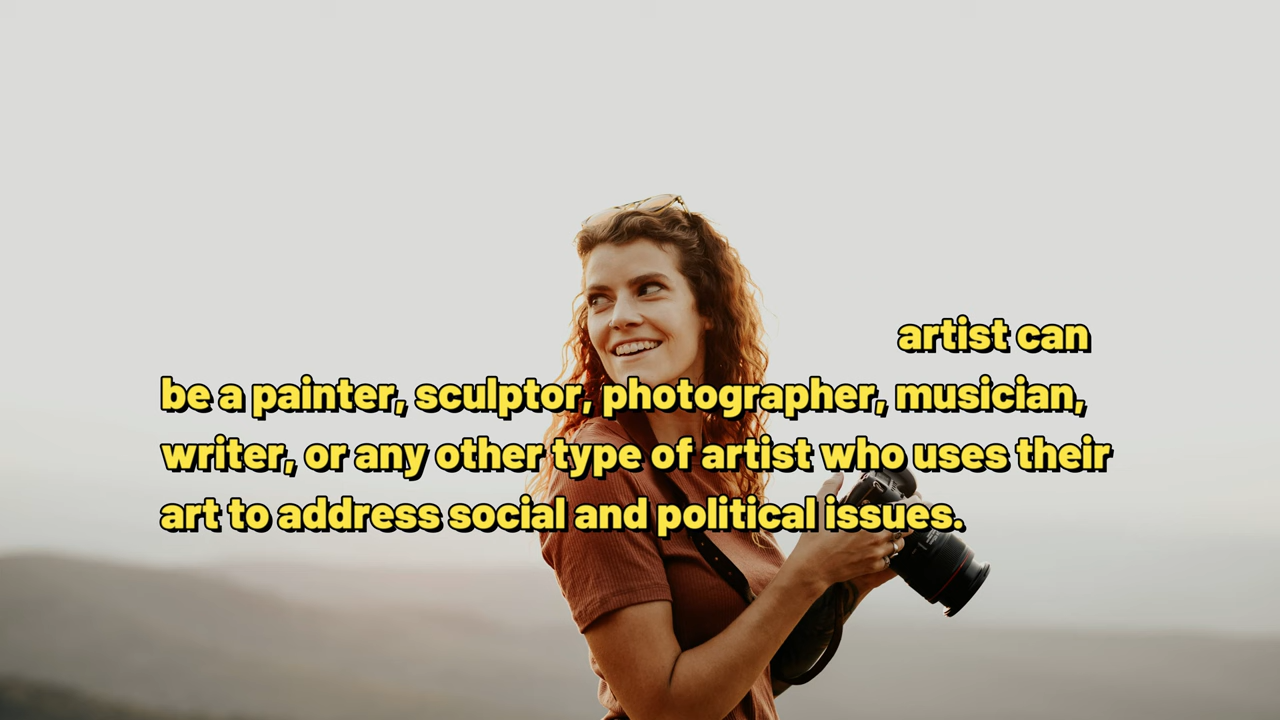 artist can
be a painter, sculptor, photographer, musician,
writer, or any other type of artist who uses their
art to address social and political issues.